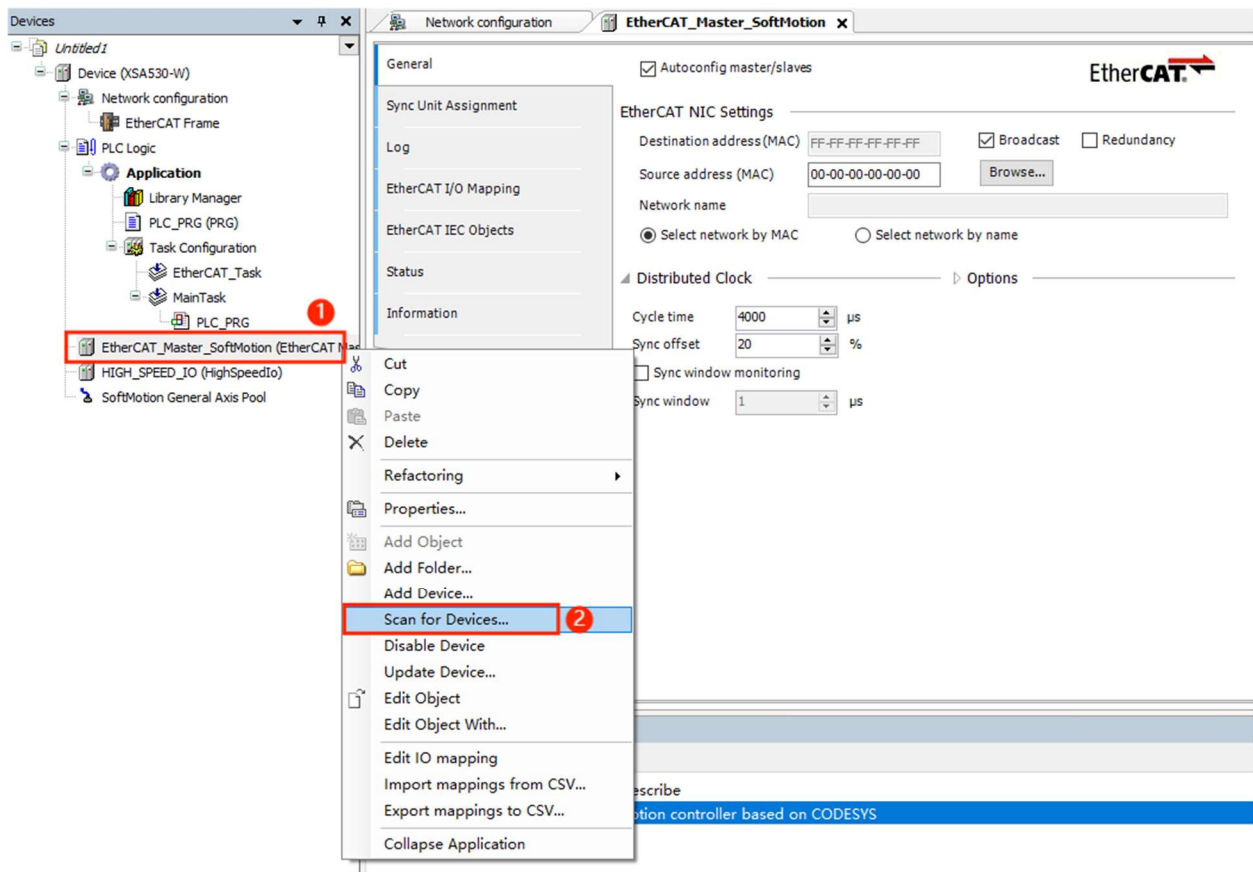 Devices
Untitled1
Device (XSA530-W)
Network configuration
EtherCAT Frame
PLC Logic
Application
Library Manager
PLC_PRG (PRG)
Task Configuration
EtherCAT_Task
MainTask
PLC_PRG
1
EtherCAT_Master_SoftMotion (EtherCAT Mas
HIGH_SPEED_IO (HighSpeedIo)
SoftMotion General Axis Pool
Network configuration
EtherCAT_Master_SoftMotion
General
Sync Unit Assignment
Log
EtherCAT I/O Mapping
EtherCAT IEC Objects
Status
Information
Autoconfig master/slaves
EtherCAT
EtherCAT NIC Settings
Destination address (MAC) FF-FF-FF-FF-FF-FF Broadcast Redundancy
Source address (MAC) 00-00-00-00-00-00 Browse...
Network name
Select network by MAC Select network by name
Distributed Clock Options
Cycle time 4000 µs
Sync offset 20 %
Sync window monitoring
Sync window 1 µs
Cut
Copy
Paste
Delete
Refactoring
Properties...
Add Object
Add Folder...
Add Device...
Scan for Devices... 2
Disable Device
Update Device...
Edit Object
Edit Object With...
Edit IO mapping
Import mappings from CSV...
Export mappings to CSV...
Collapse Application
escribe
otion controller based on CODESYS